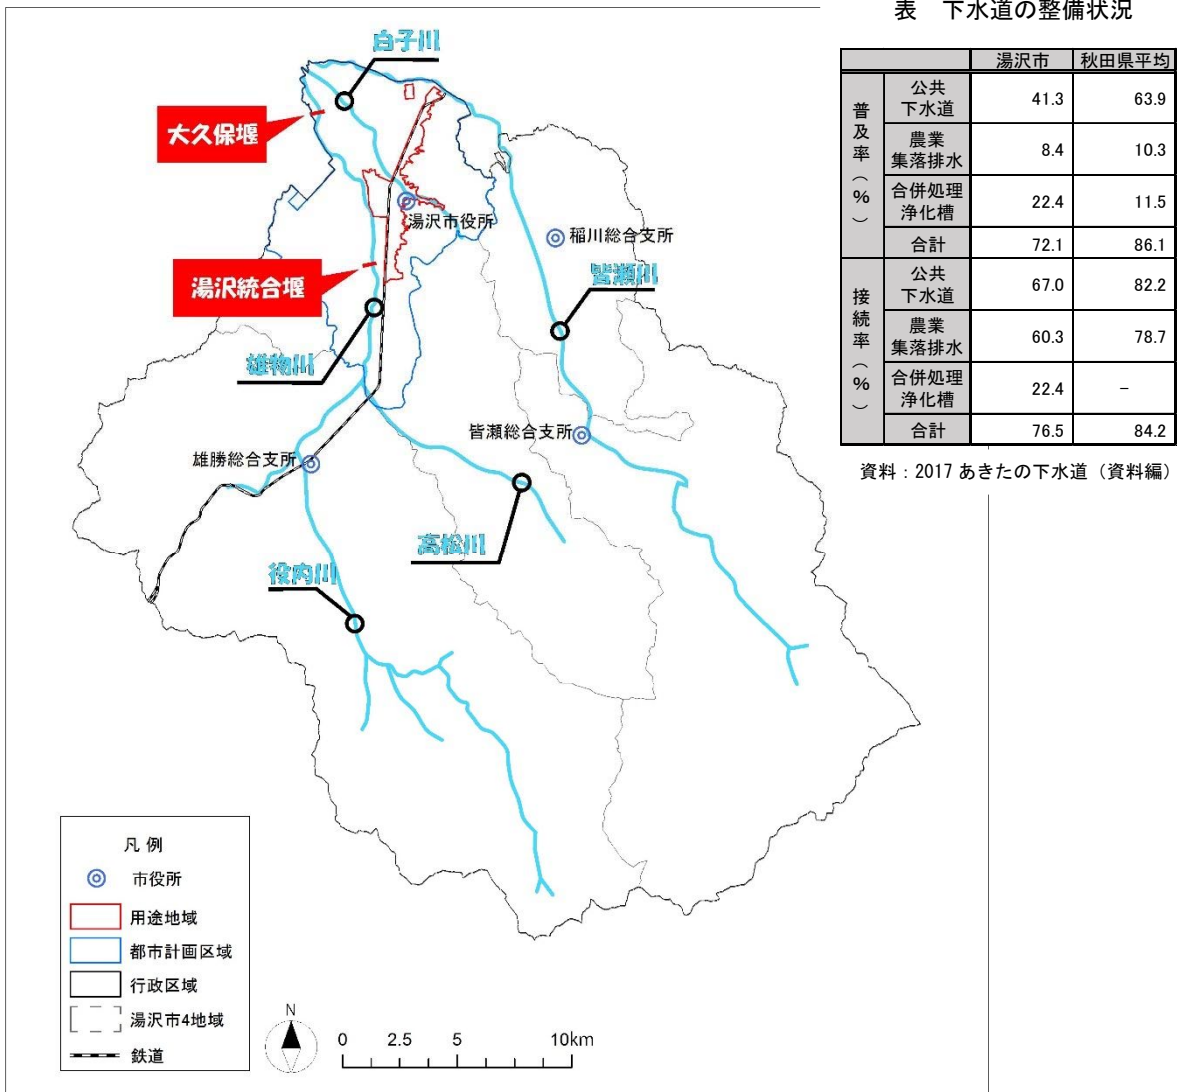 表 下水道の整備状況
湯沢市 秋田県平均
普及率(%)
公共
下水道
41.3 63.9
農業
集落排水
8.4 10.3
合併処理
浄化槽
22.4 11.5
合計 72.1 86.1
接続率(%)
公共
下水道
67.0 82.2
農業
集落排水
60.3 78.7
合併処理
浄化槽
22.4 －
合計 76.5 84.2
資料：2017 あきたの下水道（資料編）
白子川
大久保堰
湯沢市役所
稲川総合支所
湯沢統合堰
皆瀬川
雄物川
皆瀬総合支所
雄勝総合支所
高松川
役内川
凡 例
市役所
用途地域
都市計画区域
行政区域
湯沢市4地域
鉄道
N
0 2.5 5 10km